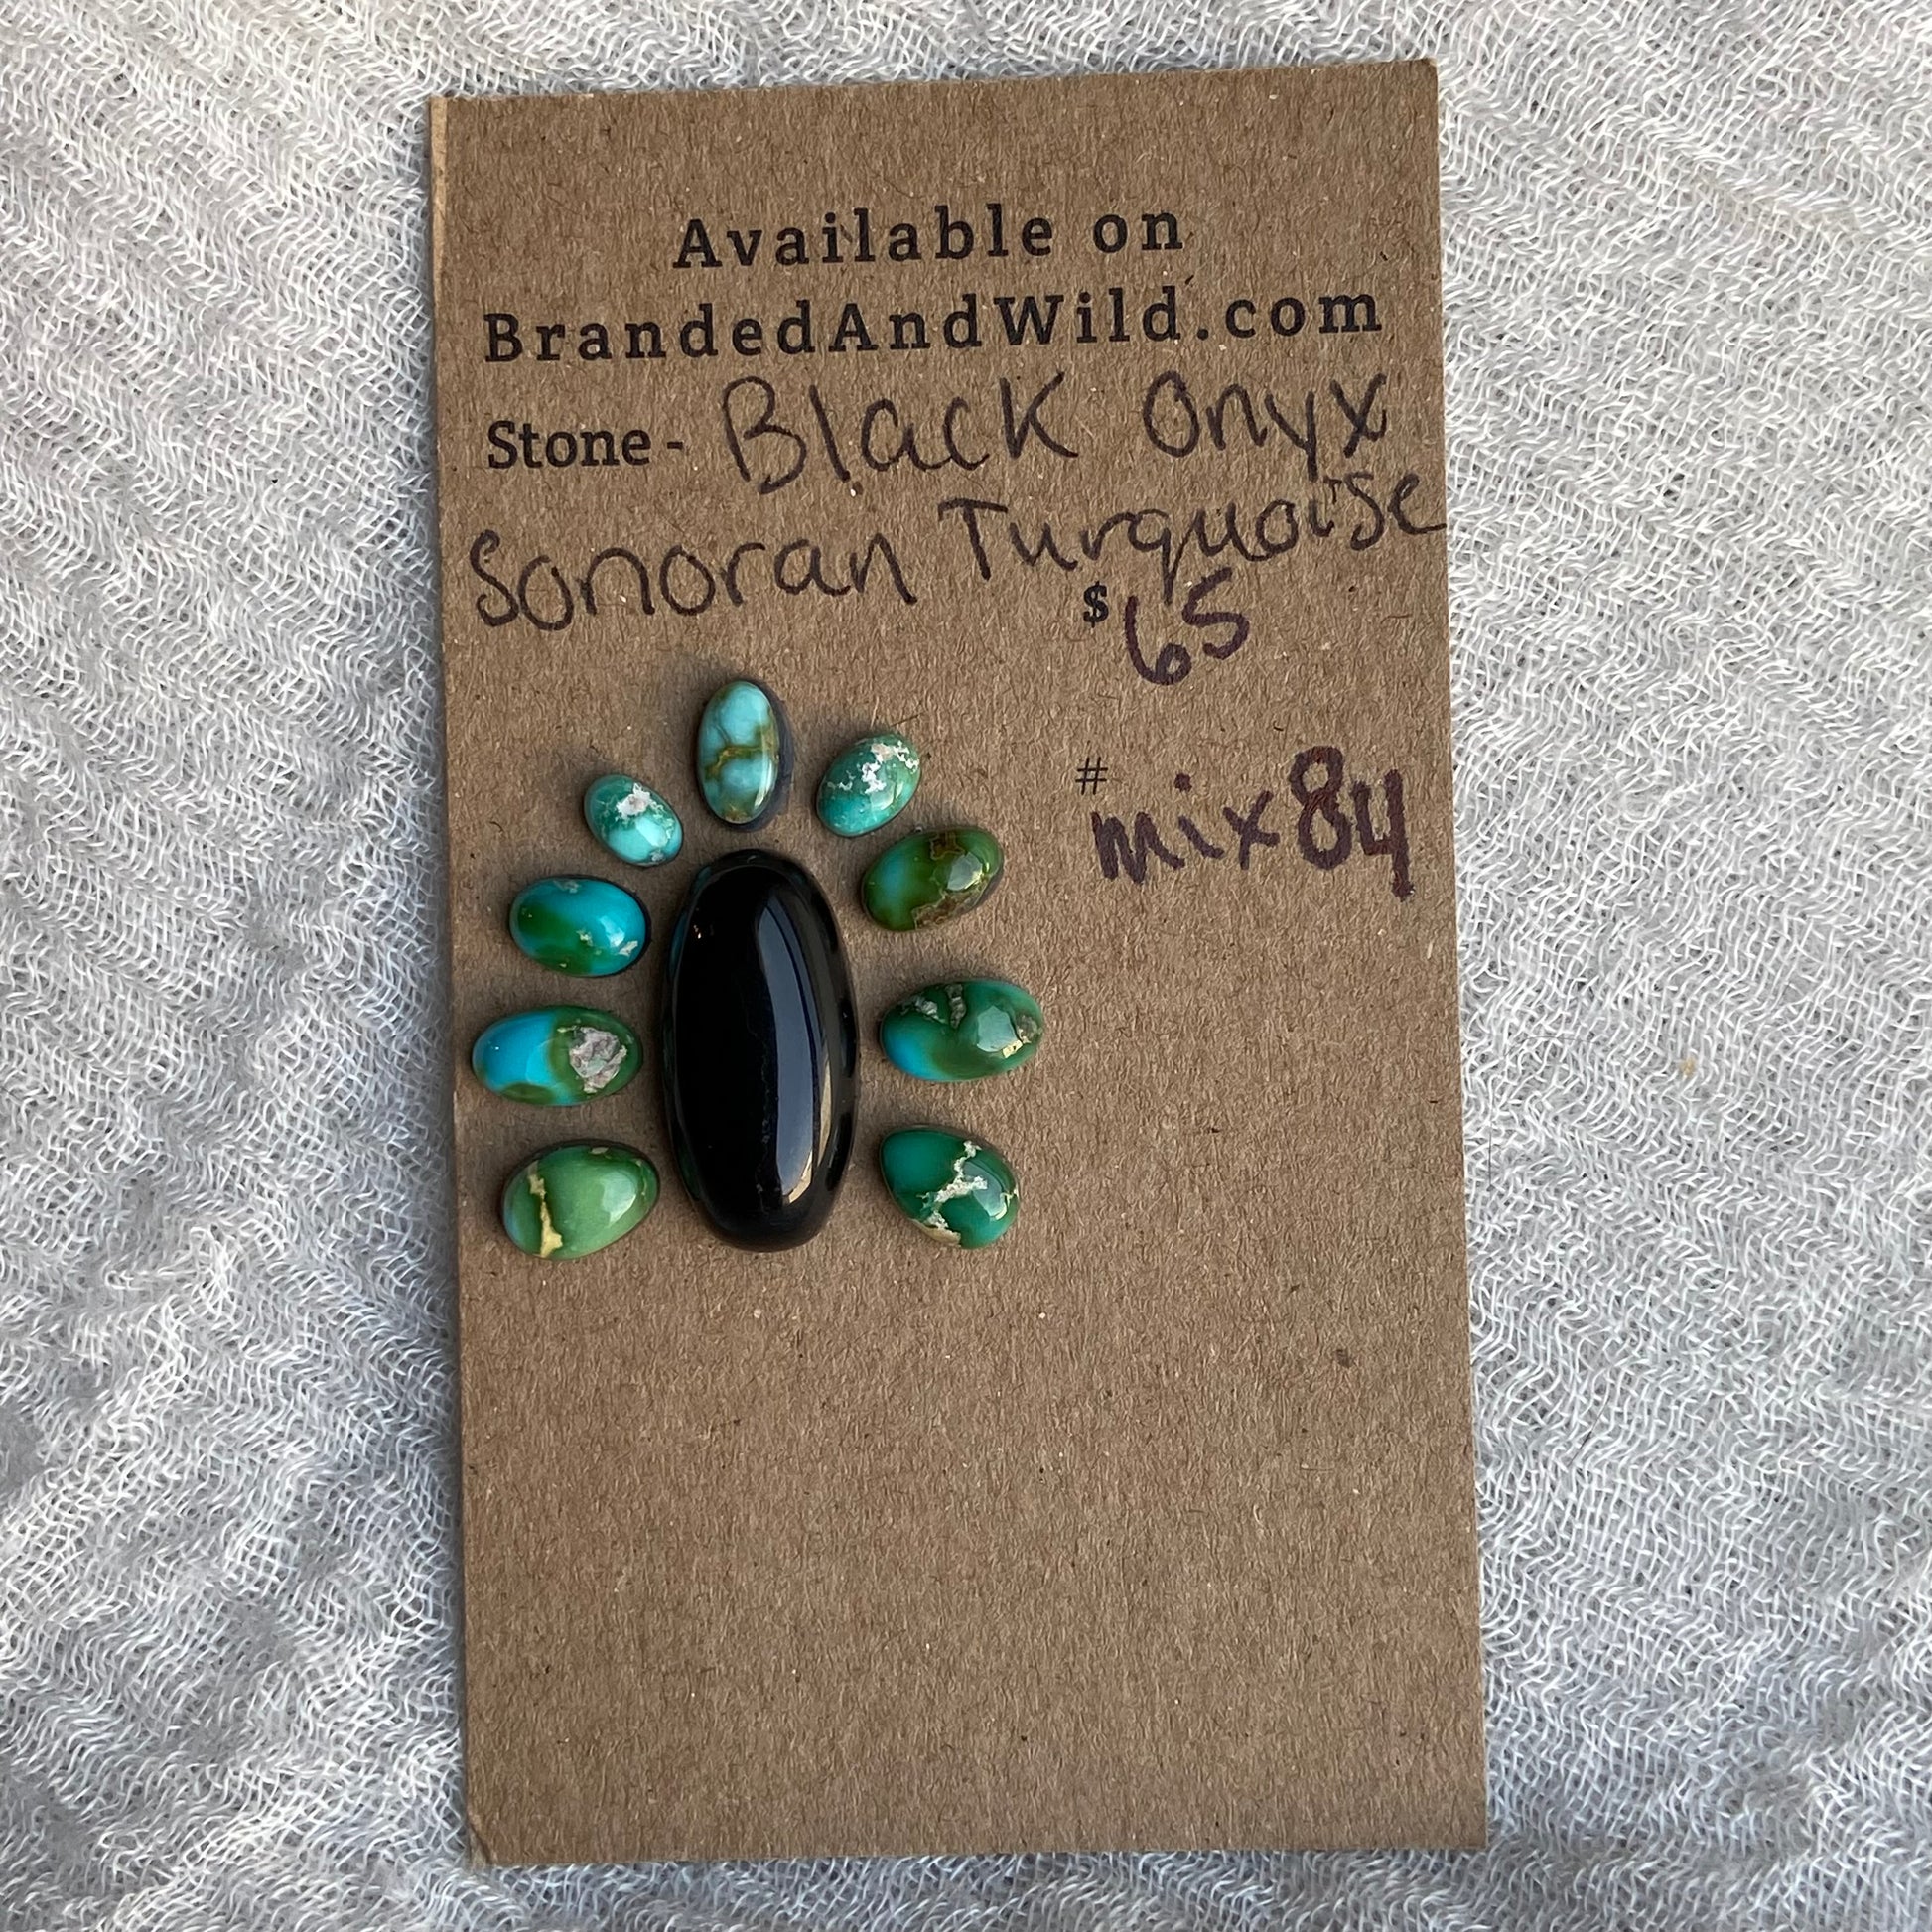 Available on
BrandedAndWild.com
Stone - Black Onyx
Sonoran Turquoise
$65
#
mix84